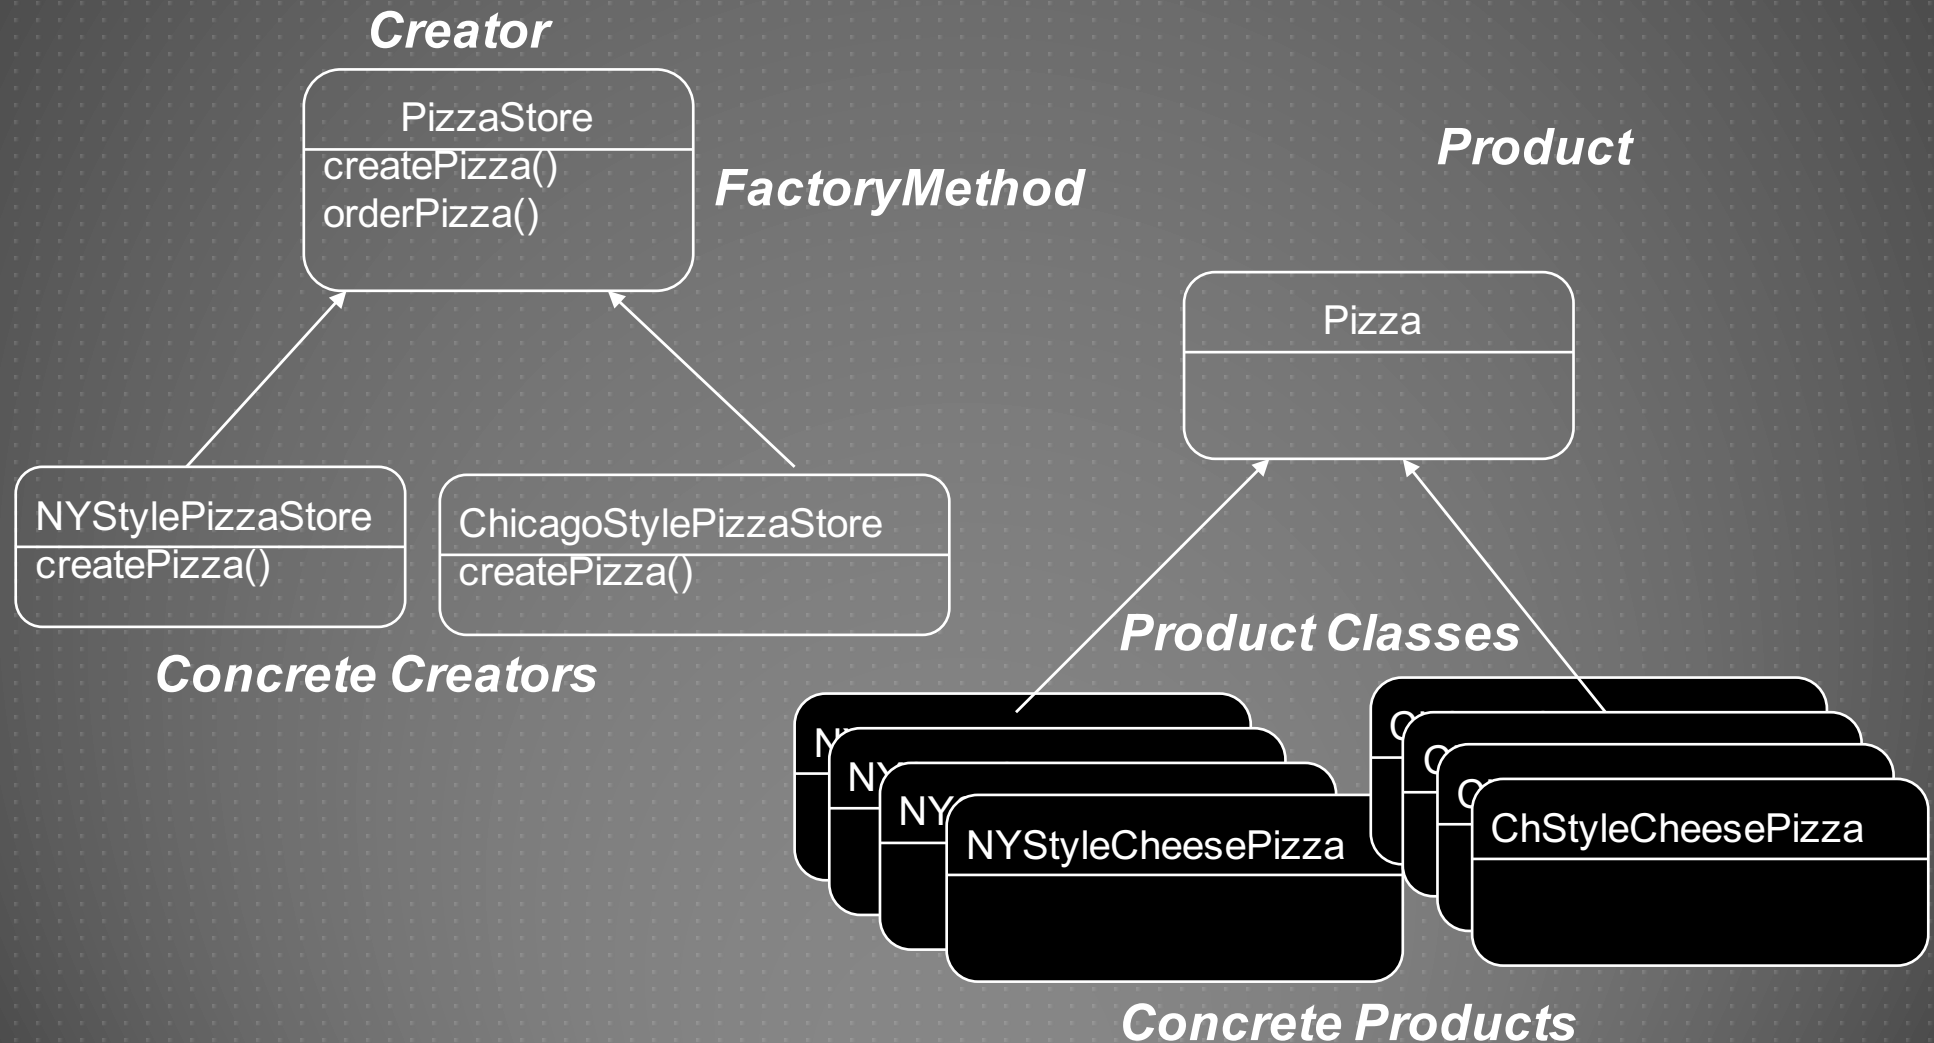 Creator
PizzaStore
createPizza()
orderPizza()
FactoryMethod
Product
Pizza
NYStylePizzaStore
createPizza()
ChicagoStylePizzaStore
createPizza()
Concrete Creators
Product Classes
NYStyleCheesePizza
ChStyleCheesePizza
Concrete Products